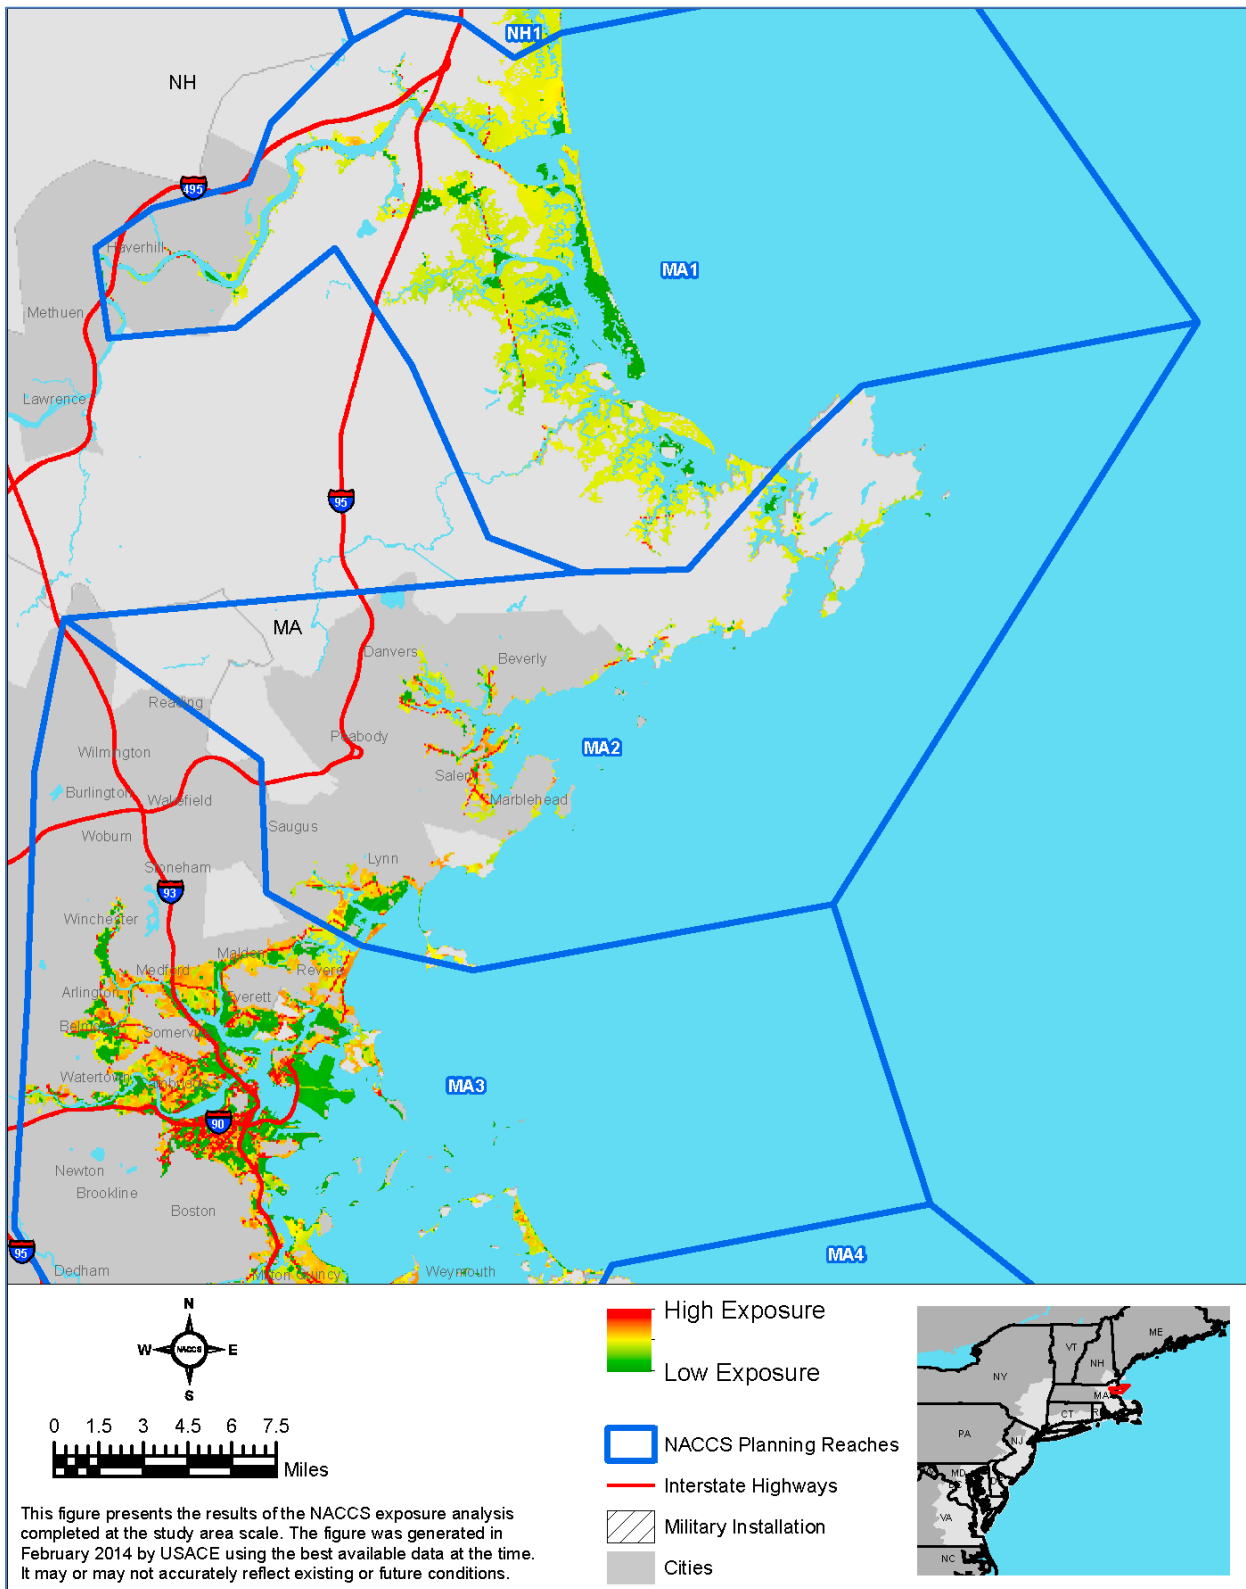 NH1
NH
495
Haverhill
MA1
Methuen
Lawrence
95
MA
Danvers
Beverly
Reading
Peabody
MA2
Wilmington
Salem
Burlington
Wakefield
Marblehead
Saugus
Woburn
Lynn
Stoneham
93
Winchester
Malden
Medford
Revere
Arlington
Everett
Belmont
Somerville
Watertown
Cambridge
MA3
90
Newton
Brookline
Boston
95
MA4
Dedham
Milton
Quincy
Weymouth
N
W
NACCS
E
S
0 1.5 3 4.5 6 7.5
Miles
This figure presents the results of the NACCS exposure analysis
completed at the study area scale. The figure was generated in
February 2014 by USACE using the best available data at the time.
It may or may not accurately reflect existing or future conditions.
High Exposure
Low Exposure
NACCS Planning Reaches
Interstate Highways
Military Installation
Cities
ME
VT
NH
NY
MA
CT
PA
NJ
MD
VA
NC